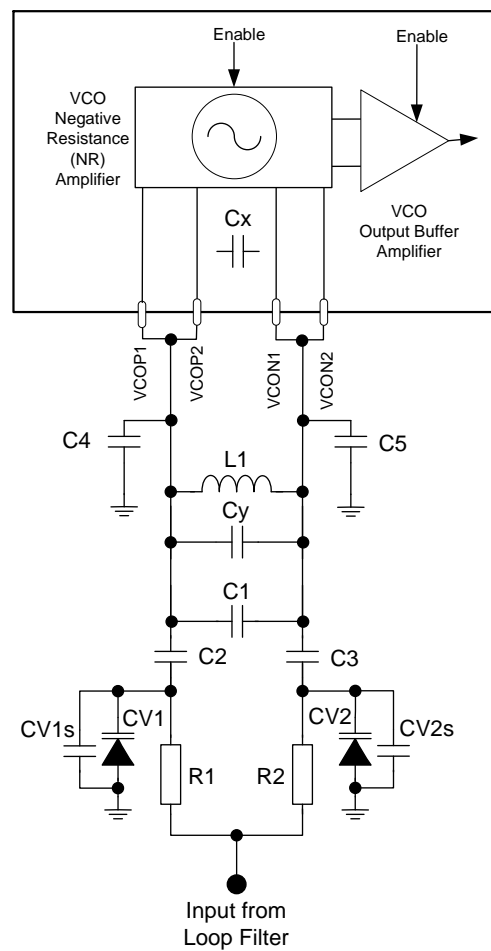 Enable
Enable
VCO
Negative
Resistance
(NR)
Amplifier
VCO
Output Buffer
Amplifier
Cx
VCOP1
VCOP2
VCON1
VCON2
C4
C5
L1
Cy
C1
C2
C3
CV1s
CV1
CV2
CV2s
R1
R2
Input from
Loop Filter